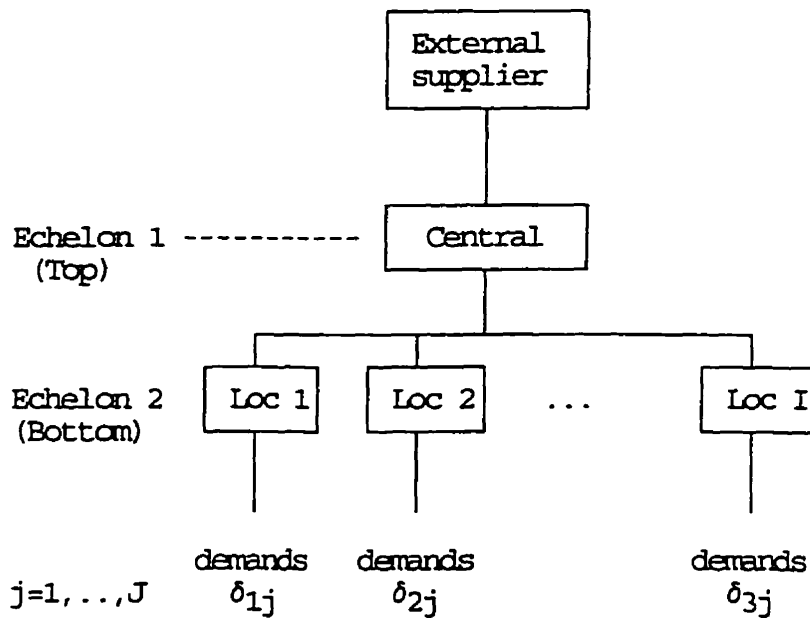 External
supplier
Echelon 1
(Top)
Central
Echelon 2
(Bottom)
Loc 1
Loc 2
...
Loc I
demands
demands
demands
j=1,..,J
δ1j
δ2j
δ3j